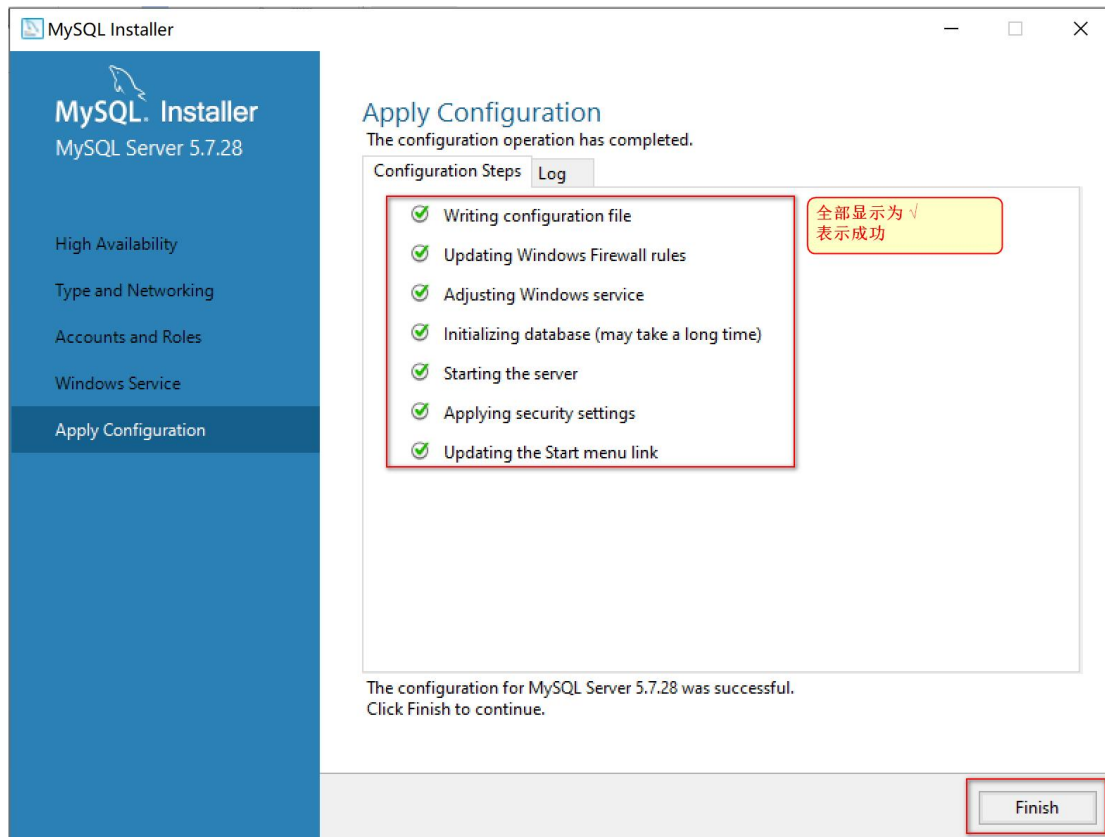 MySQL Installer
MySQL. Installer
MySQL Server 5.7.28
High Availability
Type and Networking
Accounts and Roles
Windows Service
Apply Configuration
Apply Configuration
The configuration operation has completed.
Configuration Steps
Log
Writing configuration file
Updating Windows Firewall rules
Adjusting Windows service
Initializing database (may take a long time)
Starting the server
Applying security settings
Updating the Start menu link
全部显示为 √
表示成功
The configuration for MySQL Server 5.7.28 was successful.
Click Finish to continue.
Finish